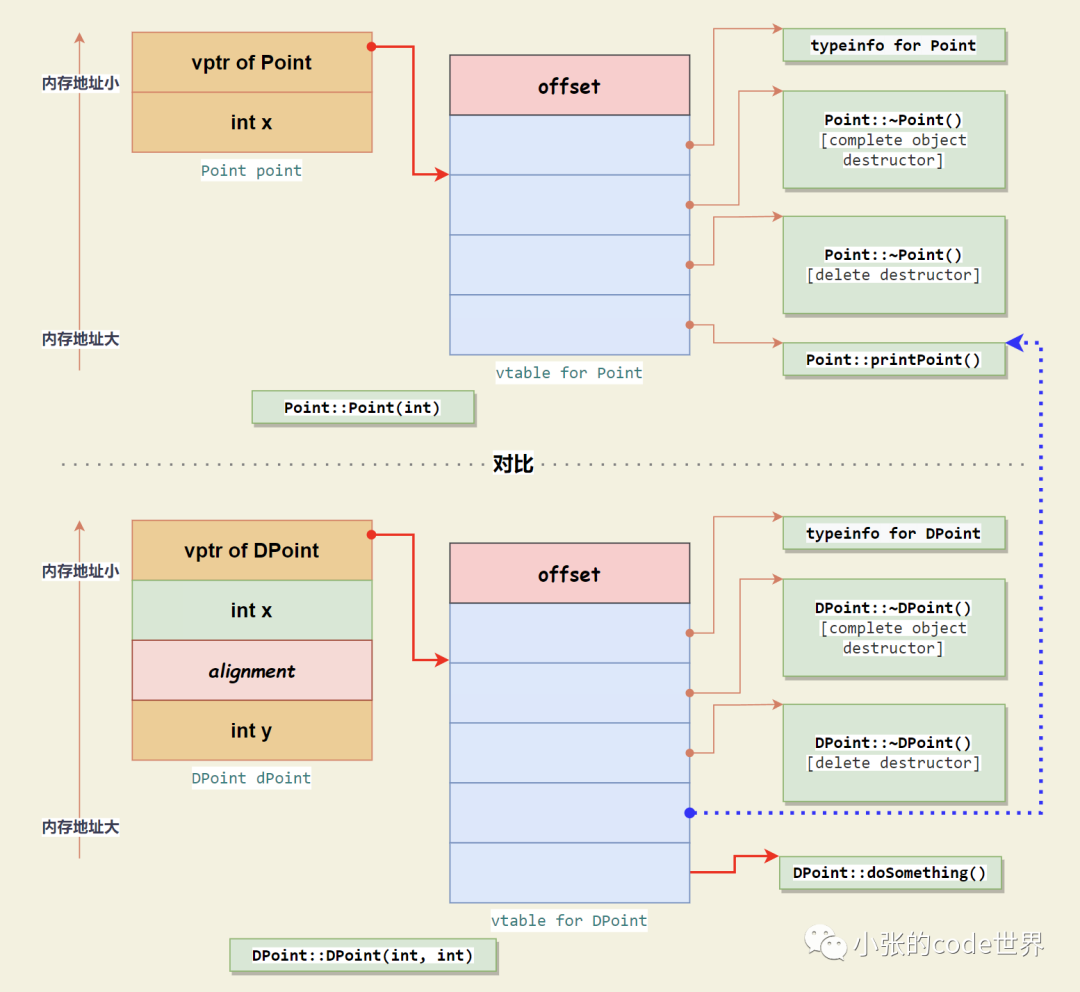 内存地址小
vptr of Point
int x
Point point
内存地址大
offset
vtable for Point
typeinfo for Point
Point::~Point()
[complete object
destructor]
Point::~Point()
[delete destructor]
Point::printPoint()
Point::Point(int)
对比
内存地址小
vptr of DPoint
int x
alignment
int y
DPoint dPoint
内存地址大
offset
vtable for DPoint
typeinfo for DPoint
DPoint::~DPoint()
[complete object
destructor]
DPoint::~DPoint()
[delete destructor]
DPoint::doSomething()
DPoint::DPoint(int, int)
小张的code世界